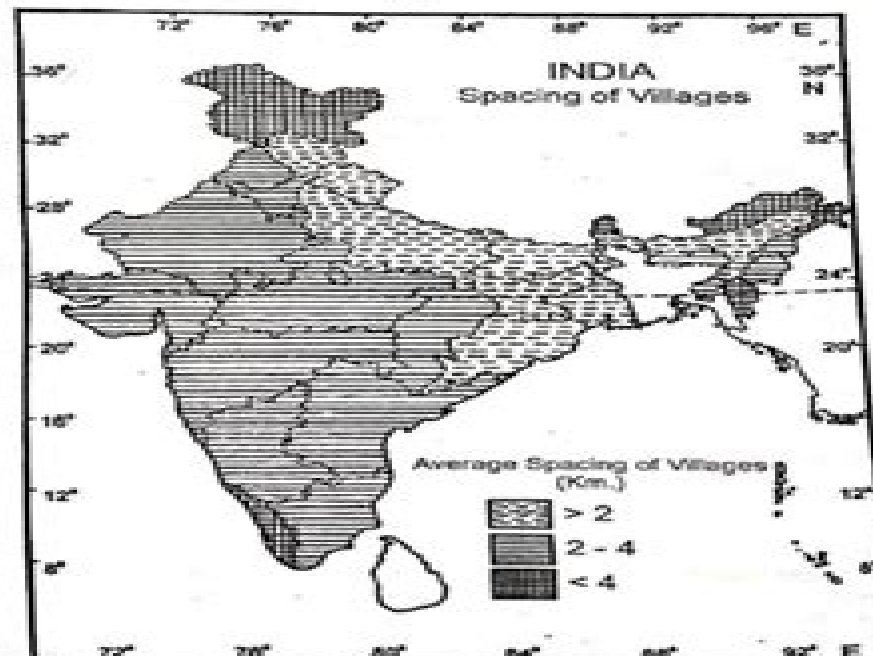 72° 76° 80° 84° 88° 92° 96° E
INDIA
Spacing of Villages
36° 36°
N
32° 32°
28°
24° 24°
20° 20°
16°
Average Spacing of Villages
(Km.)
12° 12°
> 2
2 - 4
8° 8°
< 4
72° 76° 80° 84° 88° 92° E